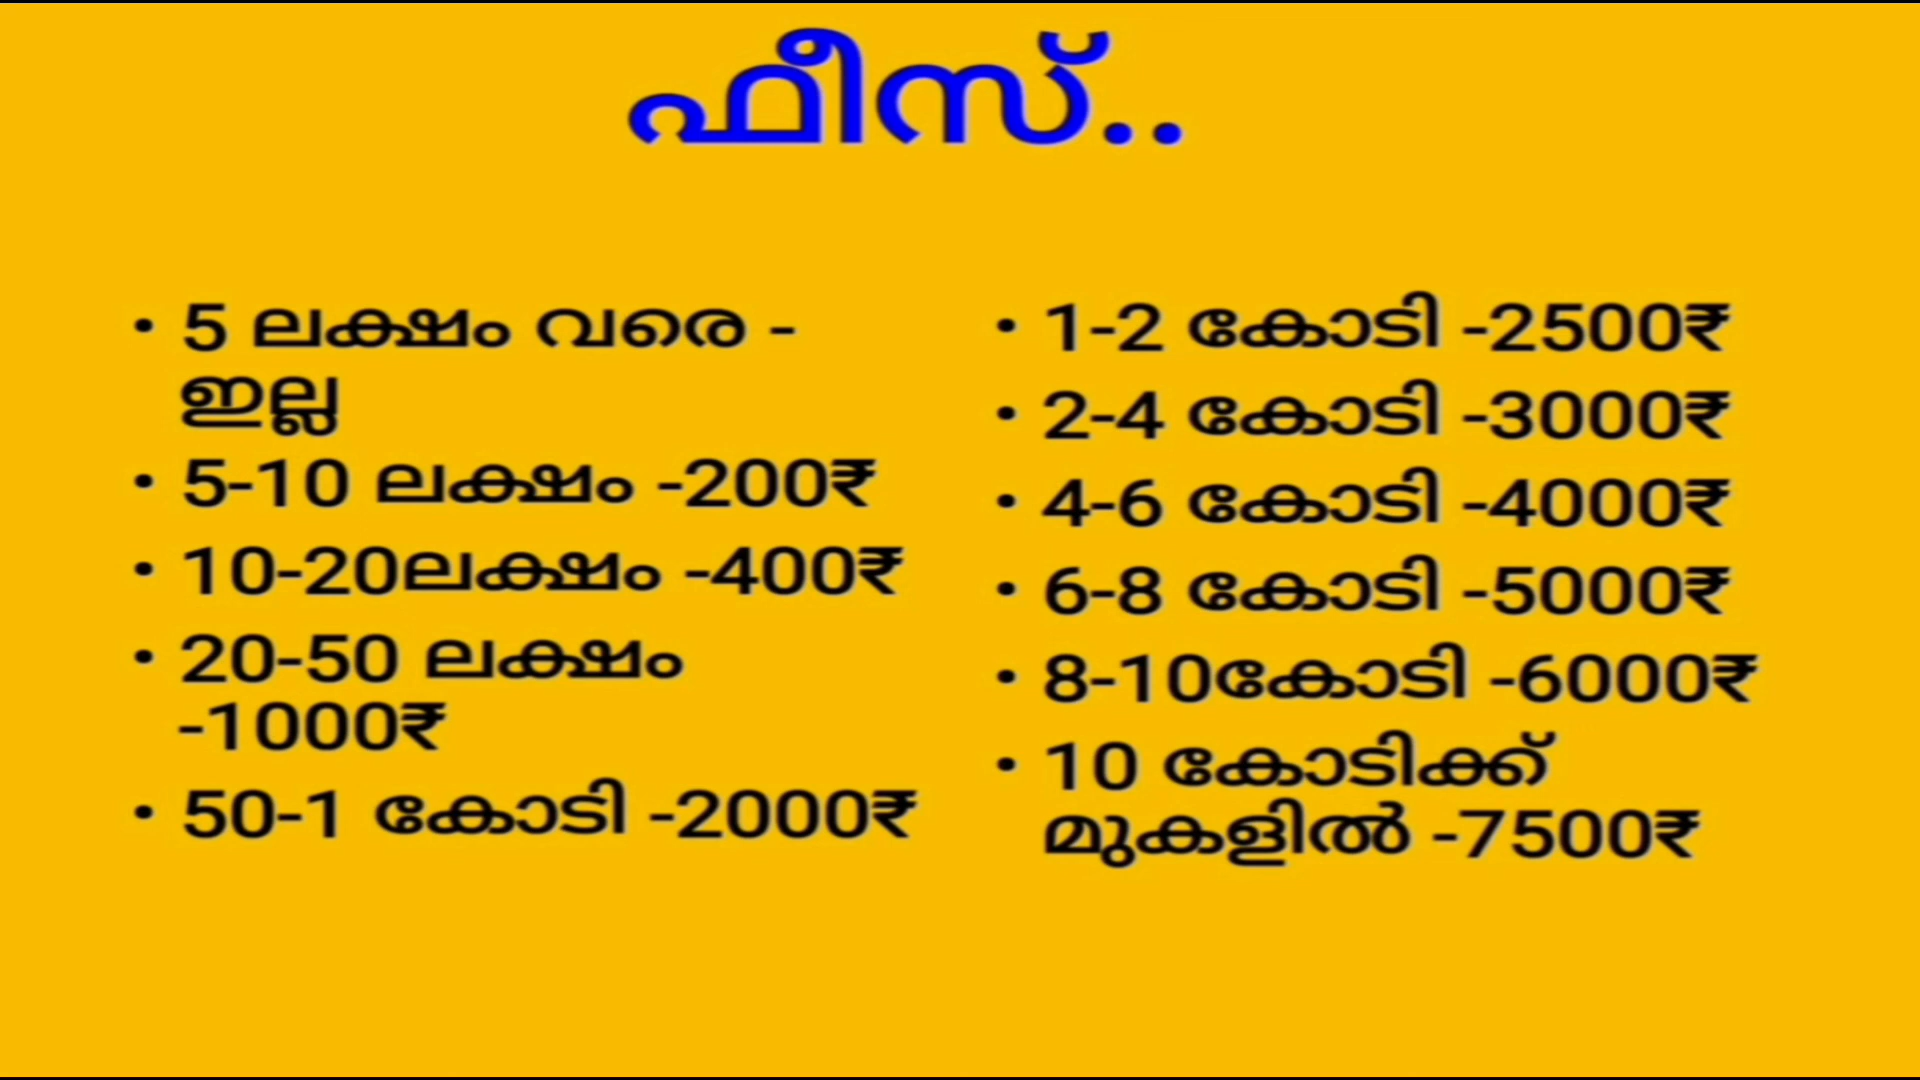 ഫീസ്..
• 5 ലക്ഷം വരെ -
ഇല്ല
• 5-10 ലക്ഷം -200₹
• 10-20ലക്ഷം -400₹
• 20-50 ലക്ഷം
-1000₹
• 50-1 കോടി -2000₹
• 1-2 കോടി -2500₹
• 2-4 കോടി -3000₹
• 4-6 കോടി -4000₹
• 6-8 കോടി -5000₹
• 8-10കോടി -6000₹
• 10 കോടിക്ക്
മുകളിൽ -7500₹